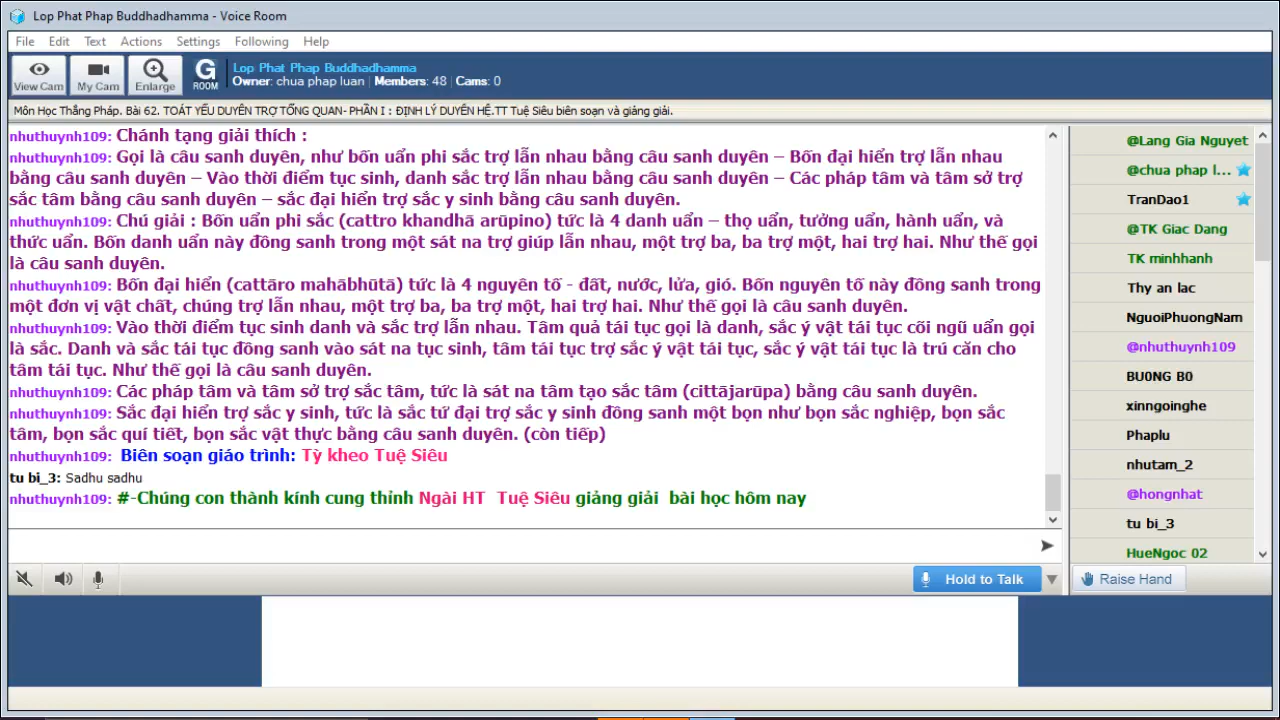 Lop Phat Phap Buddhadhamma - Voice Room
File Edit Text Actions Settings Following Help
View Cam My Cam Enlarge G ROOM
Lop Phat Phap Buddhadhamma
Owner: chua phap luan | Members: 48 | Cams: 0
Môn Học Thắng Pháp. Bài 62. TOÁT YẾU DUYÊN TRỢ TỔNG QUAN- PHẦN I : ĐỊNH LÝ DUYÊN HỆ.TT Tuệ Siêu biên soạn và giảng giải.
nhuthuynh109: Chánh tạng giải thích :
nhuthuynh109: Gọi là câu sanh duyên, như bốn uẩn phi sắc trợ lẫn nhau bằng câu sanh duyên – Bốn đại hiển trợ lẫn nhau
bằng câu sanh duyên – Vào thời điểm tục sinh, danh sắc trợ lẫn nhau bằng câu sanh duyên – Các pháp tâm và tâm sở trợ
sắc tâm bằng câu sanh duyên – sắc đại hiển trợ sắc y sinh bằng câu sanh duyên.
nhuthuynh109: Chú giải : Bốn uẩn phi sắc (cattro khandhā arūpino) tức là 4 danh uẩn – thọ uẩn, tưởng uẩn, hành uẩn, và
thức uẩn. Bốn danh uẩn này đồng sanh trong một sát na trợ giúp lẫn nhau, một trợ ba, ba trợ một, hai trợ hai. Như thế gọi
là câu sanh duyên.
nhuthuynh109: Bốn đại hiển (cattāro mahābhūtā) tức là 4 nguyên tố - đất, nước, lửa, gió. Bốn nguyên tố này đồng sanh trong
một đơn vị vật chất, chúng trợ lẫn nhau, một trợ ba, ba trợ một, hai trợ hai. Như thế gọi là câu sanh duyên.
nhuthuynh109: Vào thời điểm tục sinh danh và sắc trợ lẫn nhau. Tâm quả tái tục gọi là danh, sắc ý vật tái tục cõi ngũ uẩn gọi
là sắc. Danh và sắc tái tục đồng sanh vào sát na tục sinh, tâm tái tục trợ sắc ý vật tái tục, sắc ý vật tái tục là trú căn cho
tâm tái tục. Như thế gọi là câu sanh duyên.
nhuthuynh109: Các pháp tâm và tâm sở trợ sắc tâm, tức là sát na tâm tạo sắc tâm (cittājarūpa) bằng câu sanh duyên.
nhuthuynh109: Sắc đại hiển trợ sắc y sinh, tức là sắc tứ đại trợ sắc y sinh đồng sanh một bọn như bọn sắc nghiệp, bọn sắc
tâm, bọn sắc quí tiết, bọn sắc vật thực bằng câu sanh duyên. (còn tiếp)
nhuthuynh109: Biên soạn giáo trình: Tỳ kheo Tuệ Siêu
tu bi_3: Sadhu sadhu
nhuthuynh109: #-Chúng con thành kính cung thỉnh Ngài HT Tuệ Siêu giảng giải bài học hôm nay
@Lang Gia Nguyet
@chua phap l...
TranDao1
@TK Giac Dang
TK minhhanh
Thy an lac
NguoiPhuongNam
@nhuthuynh109
BU0NG B0
xinngoinghe
Phaplu
nhutam_2
@hongnhat
tu bi_3
HueNgoc 02
Hold to Talk
Raise Hand